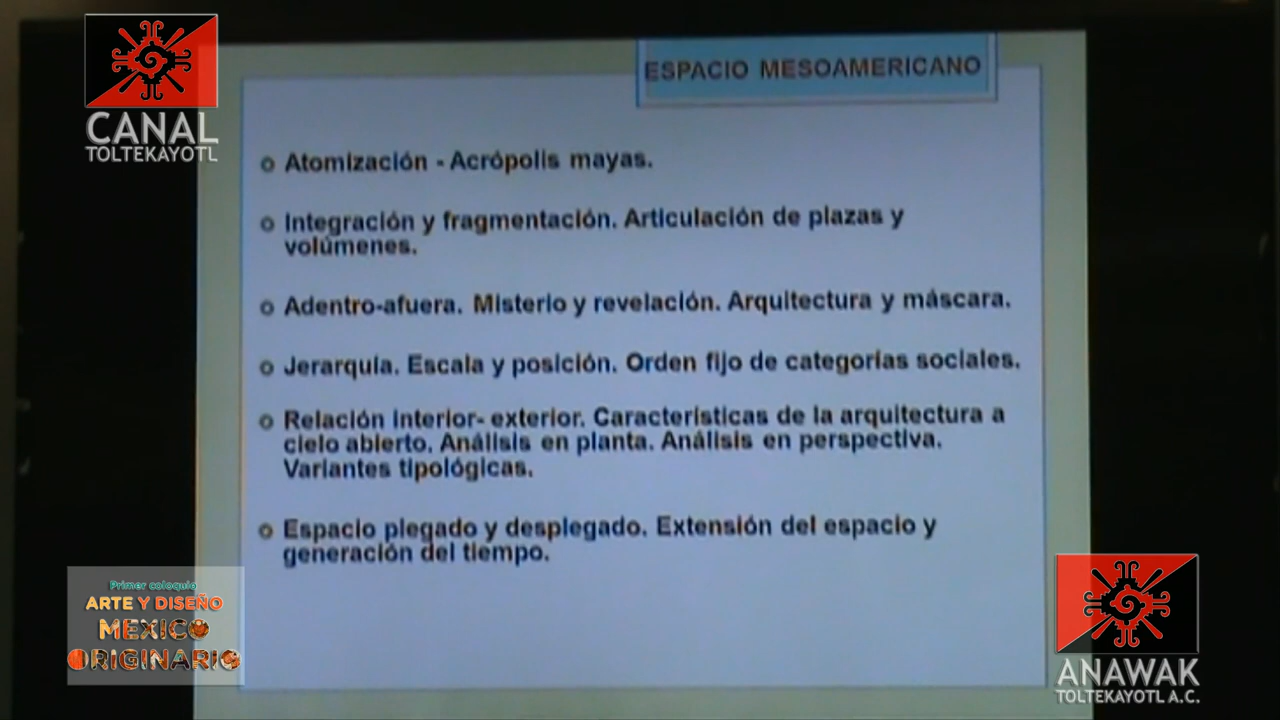 CANAL
TOLTEKAYOTL
ESPACIO MESOAMERICANO
Atomización - Acrópolis mayas.
Integración y fragmentación. Articulación de plazas y
volúmenes.
Adentro-afuera. Misterio y revelación. Arquitectura y máscara.
Jerarquía. Escala y posición. Orden fijo de categorías sociales.
Relación interior- exterior. Características de la arquitectura a
cielo abierto. Análisis en planta. Análisis en perspectiva.
Variantes tipológicas.
Espacio plegado y desplegado. Extensión del espacio y
generación del tiempo.
Primer coloquio
ARTE Y DISEÑO
MEXICO
ORIGINARIO
ANAWAK
TOLTEKAYOTL A.C.